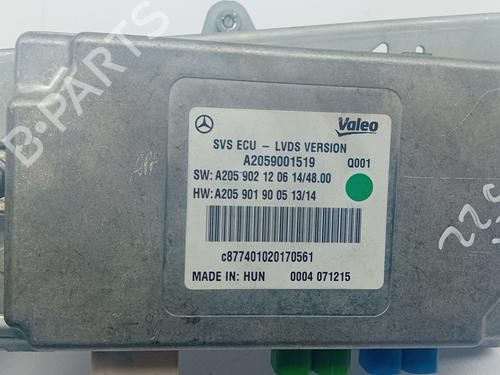 B-PARTS
Valeo
SVS ECU - LVDS VERSION
A2059001519 Q001
SW: A205 902 12 06 14/48.00
HW: A205 901 90 05 13/14
c877401020170561
MADE IN: HUN 0004 071215